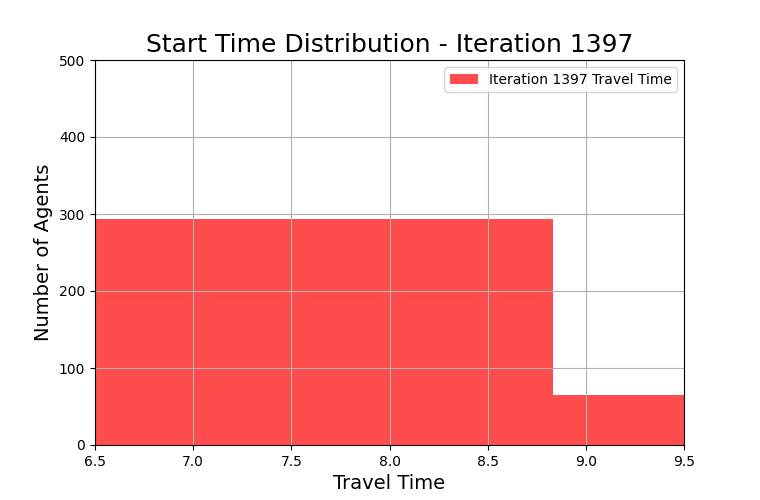 Start Time Distribution - Iteration 1397
500
400
300
200
100
0
Number of Agents
Iteration 1397 Travel Time
6.5 7.0 7.5 8.0 8.5 9.0 9.5
Travel Time